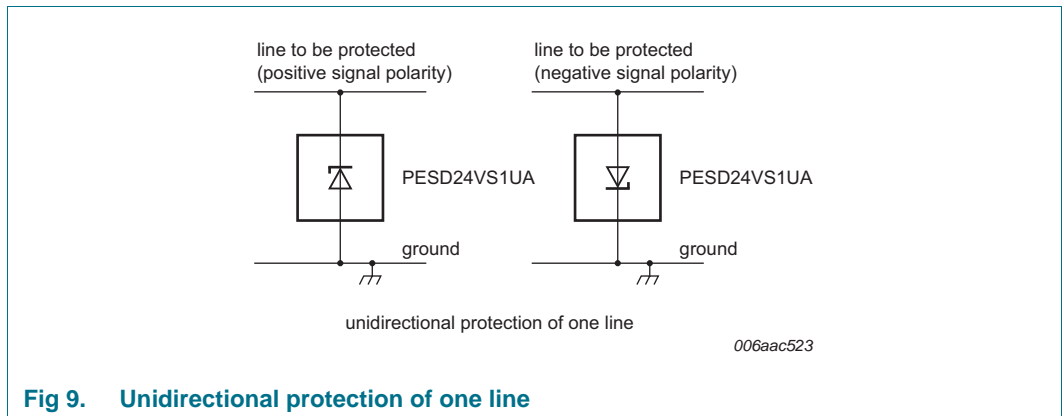 line to be protected
(positive signal polarity)
line to be protected
(negative signal polarity)
PESD24VS1UA
PESD24VS1UA
ground
ground
unidirectional protection of one line
006aac523
Fig 9. Unidirectional protection of one line